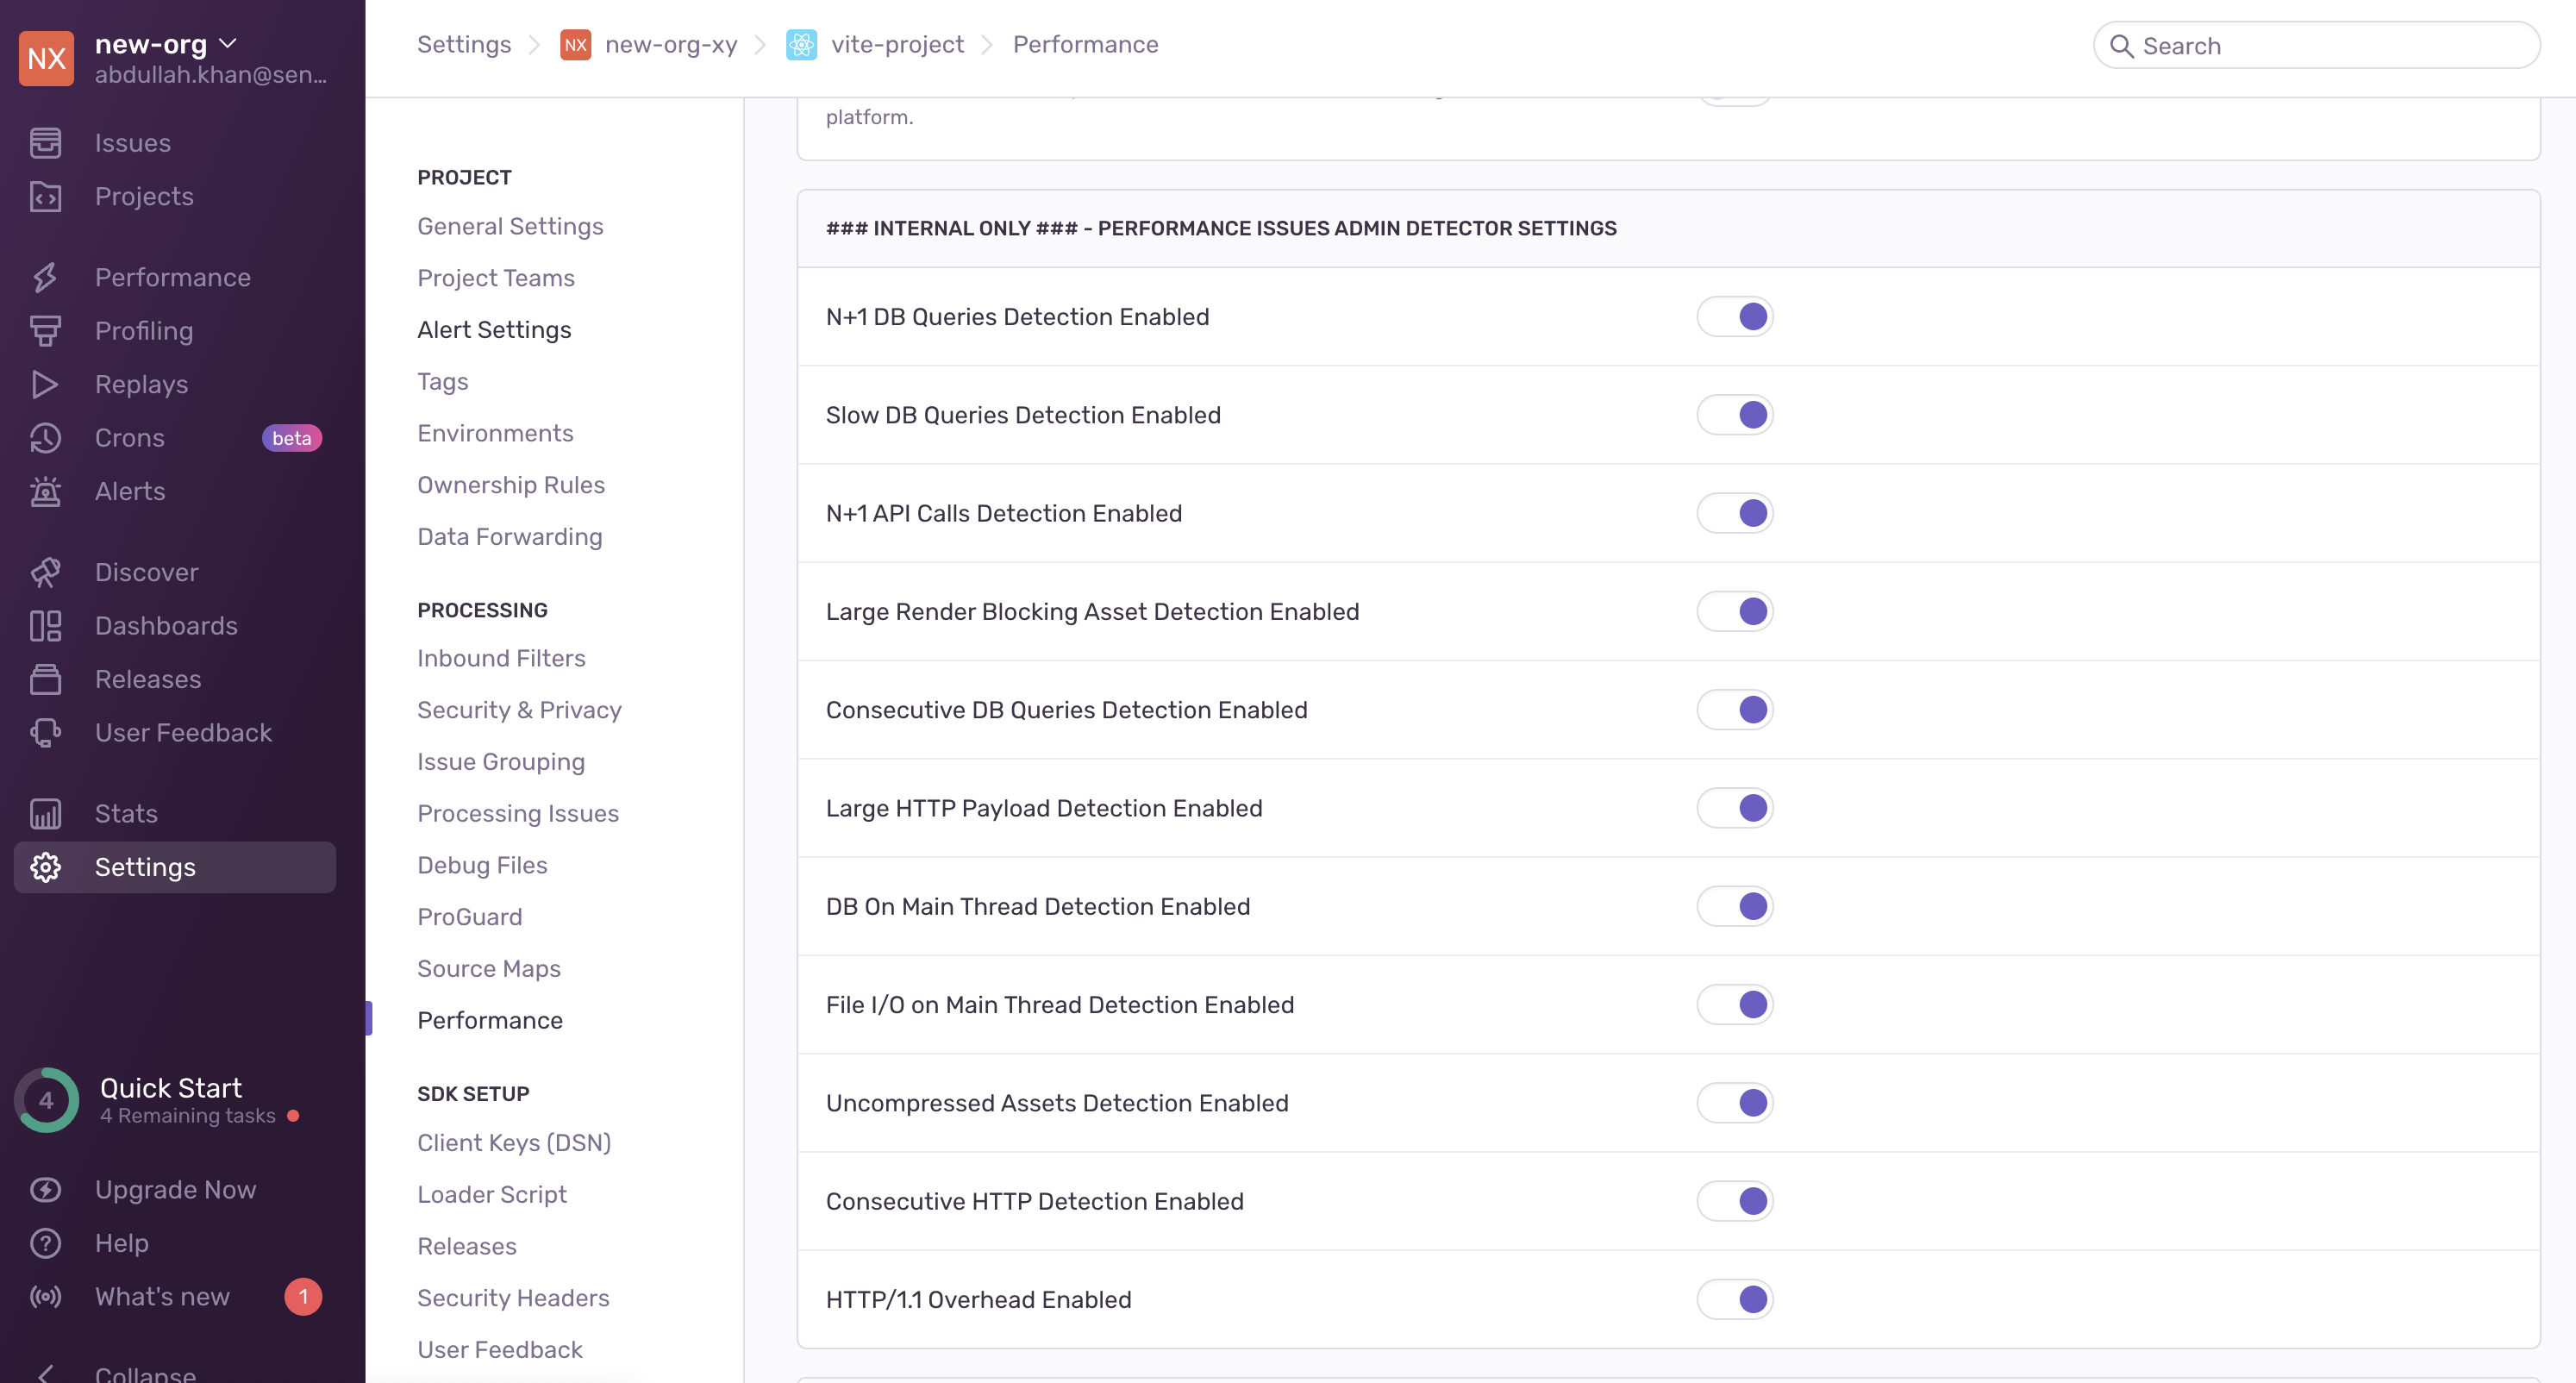 NX
new-org
abdullah.khan@sen...
Issues
Projects
Performance
Profiling
Replays
Crons
beta
Alerts
Discover
Dashboards
Releases
User Feedback
Stats
Settings
4
Quick Start
4 Remaining tasks
Upgrade Now
Help
What's new
1
Collapse
Settings
NX
new-org-xy
vite-project
Performance
Search
PROJECT
General Settings
Project Teams
Alert Settings
Tags
Environments
Ownership Rules
Data Forwarding
PROCESSING
Inbound Filters
Security & Privacy
Issue Grouping
Processing Issues
Debug Files
ProGuard
Source Maps
Performance
SDK SETUP
Client Keys (DSN)
Loader Script
Releases
Security Headers
User Feedback
platform.
### INTERNAL ONLY ### - PERFORMANCE ISSUES ADMIN DETECTOR SETTINGS
N+1 DB Queries Detection Enabled
Slow DB Queries Detection Enabled
N+1 API Calls Detection Enabled
Large Render Blocking Asset Detection Enabled
Consecutive DB Queries Detection Enabled
Large HTTP Payload Detection Enabled
DB On Main Thread Detection Enabled
File I/O on Main Thread Detection Enabled
Uncompressed Assets Detection Enabled
Consecutive HTTP Detection Enabled
HTTP/1.1 Overhead Enabled